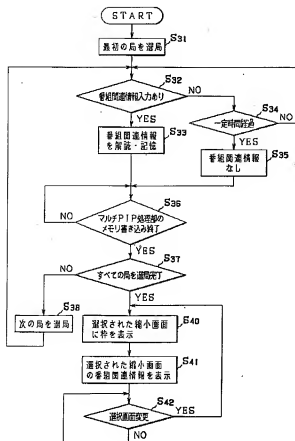 START
S31
最初の局を選局
S32
番組関連情報入力あり
NO
YES
S33
番組関連情報
を解読・記憶
S34
一定時間経過
NO
YES
S35
番組関連情報
なし
S36
マルチPIP処理部の
メモリ書き込み終了
NO
YES
S37
すべての局を選局完了
NO
YES
S38
次の局を選局
S40
選択された縮小画面
に枠を表示
S41
選択された縮小画面
の番組関連情報を表示
S42
選択画面変更
YES
NO